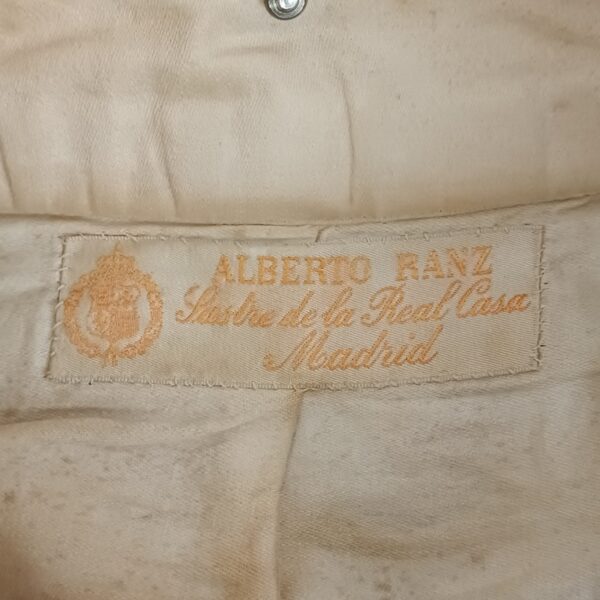 ALBERTO RANZ
Sastre de la Real Casa
Madrid